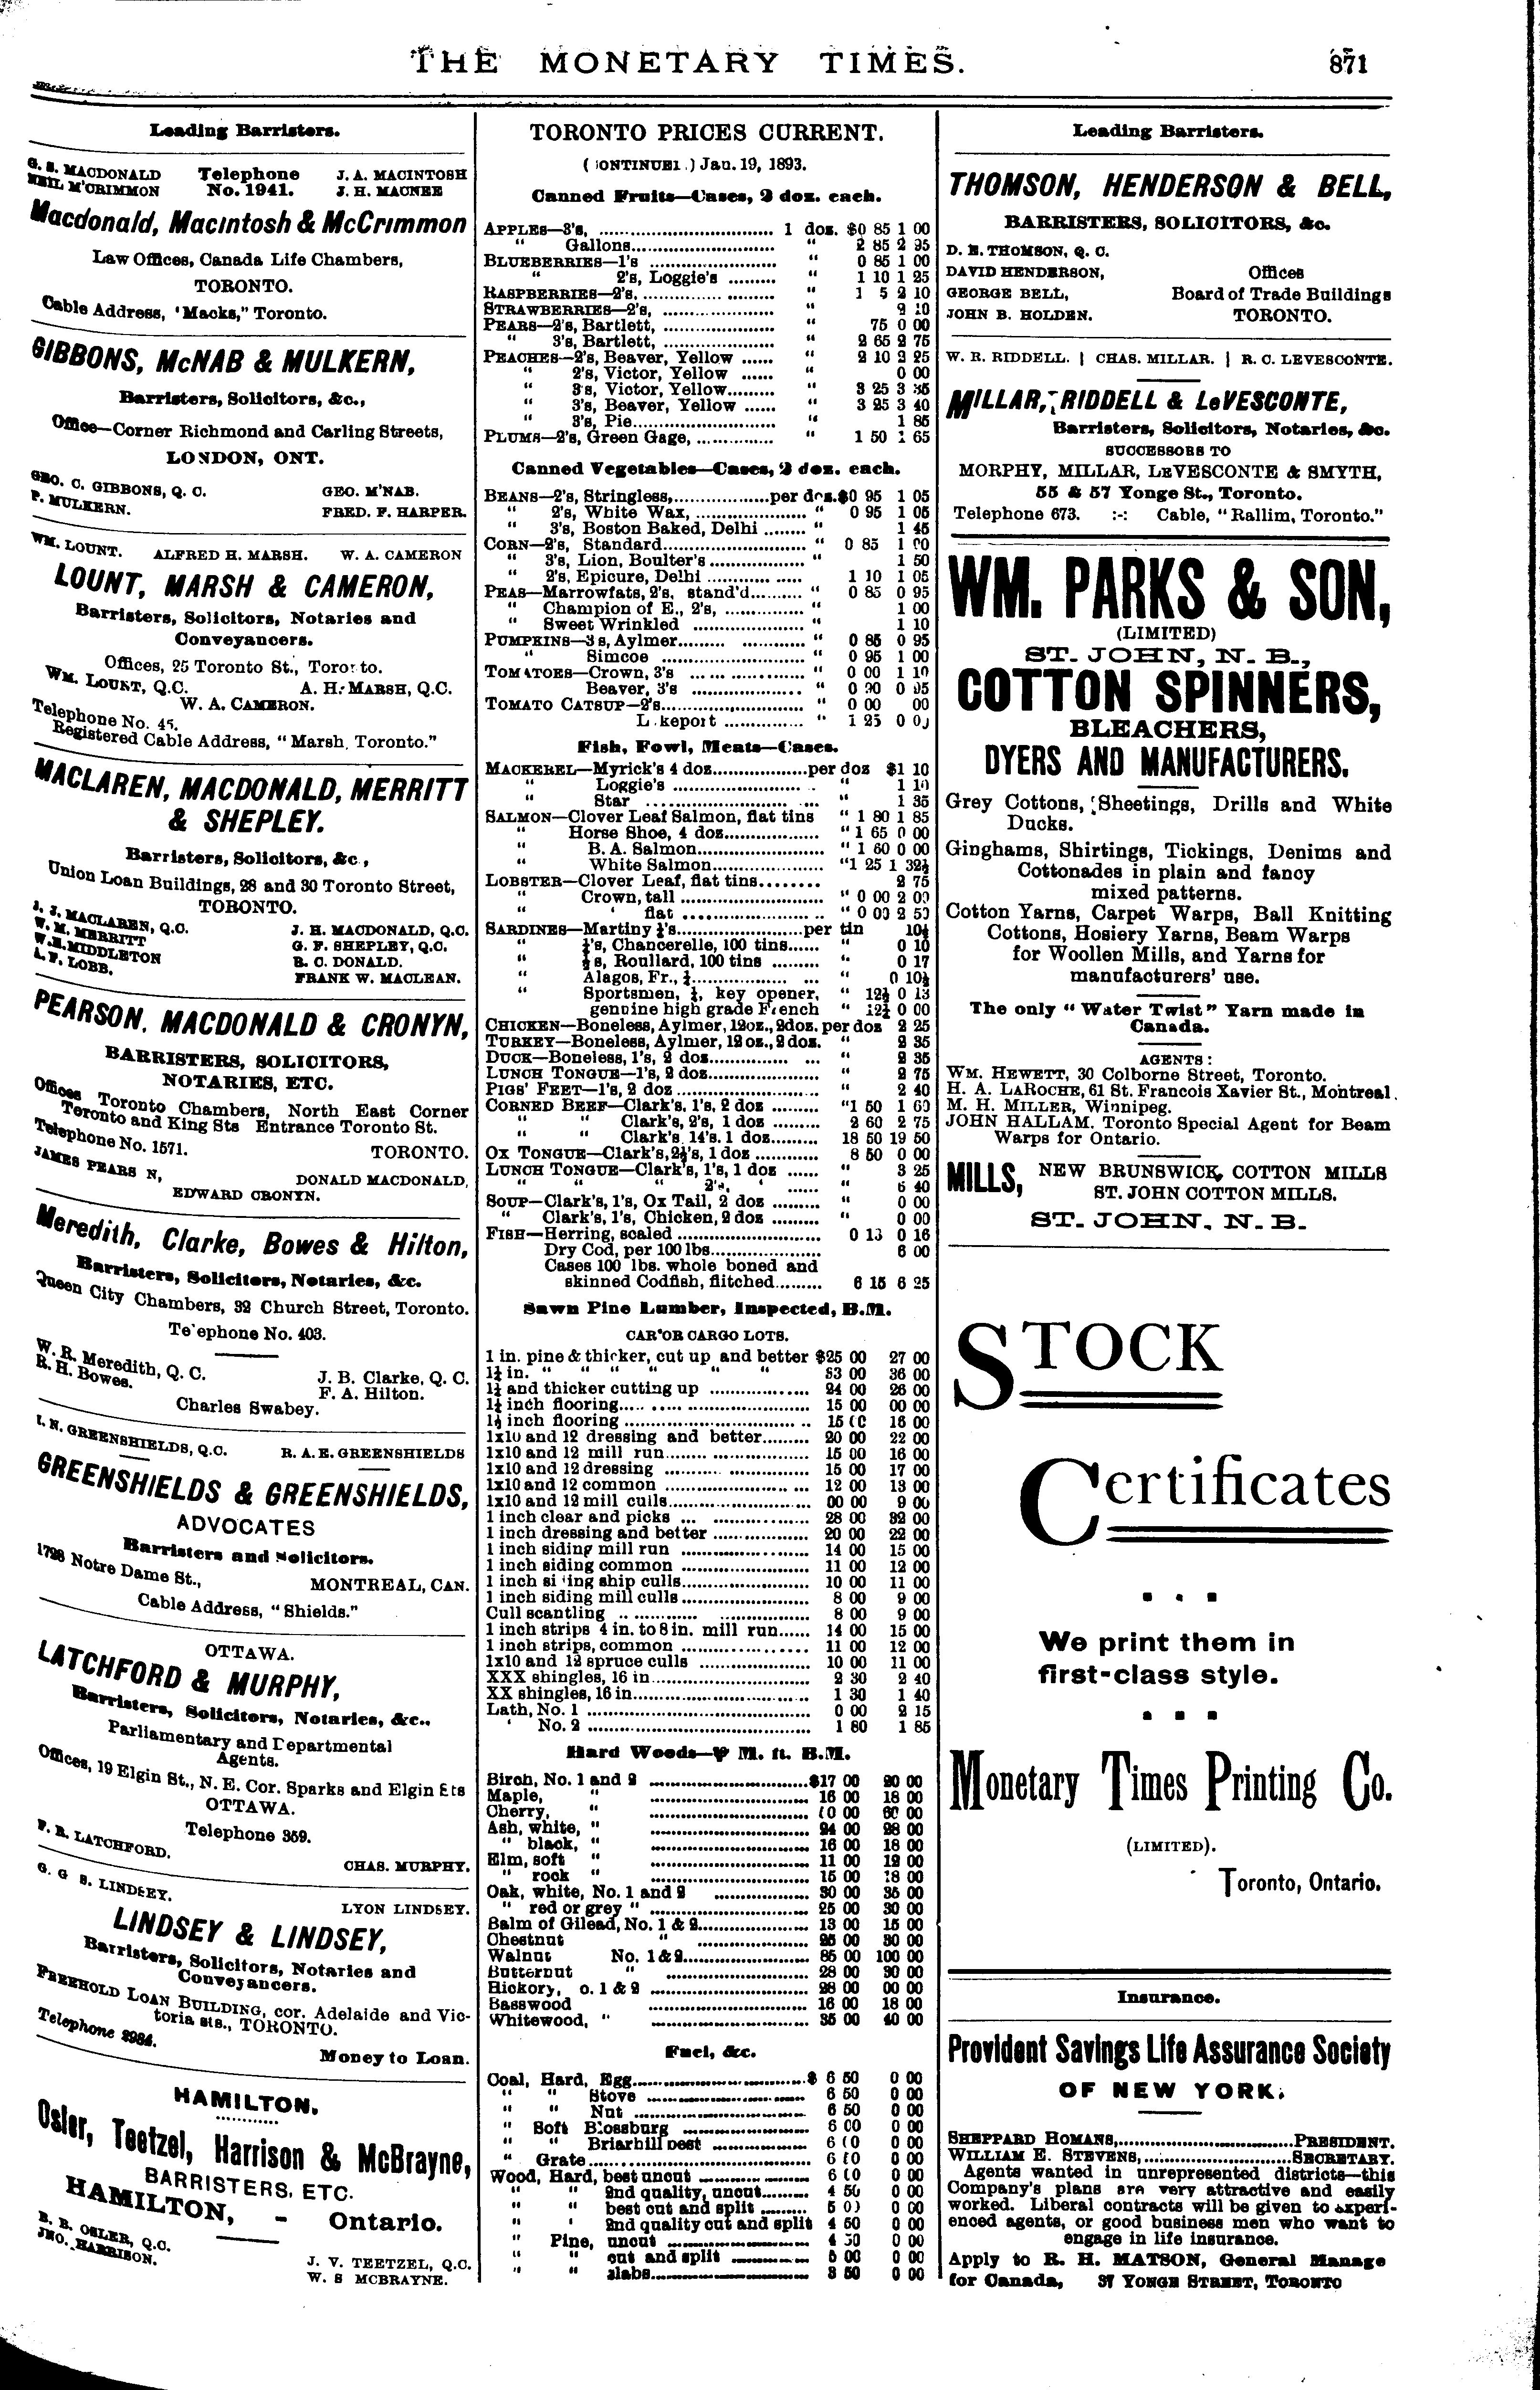 THE MONETARY TIMES.
871
Leading Barristers.
G. S. MACDONALD Telephone J. A. MACINTOSH
NEIL M'CRIMMON No. 1941. J. H. MACNEE
Macdonald, Macintosh & McCrimmon
Law Offices, Canada Life Chambers,
TORONTO.
Cable Address, "Macks," Toronto.
GIBBONS, McNAB & MULKERN,
Barristers, Solicitors, &c.,
Office—Corner Richmond and Carling Streets,
LONDON, ONT.
GEO. C. GIBBONS, Q. C. GEO. M'NAB.
P. MULKERN. FRED. F. HARPER.
WM. LOUNT. ALFRED H. MARSH. W. A. CAMERON
LOUNT, MARSH & CAMERON,
Barristers, Solicitors, Notaries and
Conveyancers.
Offices, 25 Toronto St., Toronto.
WM. LOUNT, Q.C. A. H. MARSH, Q.C.
W. A. CAMERON.
Telephone No. 45.
Registered Cable Address, "Marsh, Toronto."
MACLAREN, MACDONALD, MERRITT
& SHEPLEY.
Barristers, Solicitors, &c.,
Union Loan Buildings, 28 and 30 Toronto Street,
TORONTO.
J. J. MACLAREN, Q.C. J. H. MACDONALD, Q.C.
W. M. MERRITT G. F. SHEPLEY, Q.C.
W. E. MIDDLETON R. C. DONALD.
A. F. LOBB. FRANK W. MACLEAN.
PEARSON, MACDONALD & CRONYN,
BARRISTERS, SOLICITORS,
NOTARIES, ETC.
Offices Toronto Chambers, North East Corner
Toronto and King Sts Entrance Toronto St.
Telephone No. 1571. TORONTO.
JAMES PEARS N, DONALD MACDONALD,
EDWARD CRONYN.
Meredith, Clarke, Bowes & Hilton,
Barristers, Solicitors, Notaries, &c.
Queen City Chambers, 32 Church Street, Toronto.
Te'ephone No. 403.
W. R. Meredith, Q. C. J. B. Clarke, Q. C.
R. H. Bowes. F. A. Hilton.
Charles Swabey.
I. N. GREENSHIELDS, Q.C. R. A. E. GREENSHIELDS
GREENSHIELDS & GREENSHIELDS,
ADVOCATES
Barristers and Solicitors.
1728 Notre Dame St., MONTREAL, CAN.
Cable Address, "Shields."
OTTAWA.
LATCHFORD & MURPHY,
Barristers, Solicitors, Notaries, &c.,
Parliamentary and Departmental
Agents.
Offices, 19 Elgin St., N. E. Cor. Sparks and Elgin Sts
OTTAWA.
Telephone 359.
F. R. LATCHFORD. CHAS. MURPHY.
G. G S. LINDSEY. LYON LINDSEY.
LINDSEY & LINDSEY,
Barristers, Solicitors, Notaries and
Conveyancers.
FREEHOLD LOAN BUILDING, cor. Adelaide and Vic-
toria sts., TORONTO.
Telephone 2984.
Money to Loan.
HAMILTON.
Osler, Teetzel, Harrison & McBrayne,
BARRISTERS, ETC.
HAMILTON, - Ontario.
B. B. OSLER, Q.C. J. V. TEETZEL, Q.C.
JNO. HARRISON. W. S MCBRAYNE.
TORONTO PRICES CURRENT.
(CONTINUED.) Jan. 19, 1893.
Canned Fruits—Cases, 2 doz. each.
APPLES—3's, 1 doz. $0 85 1 00
" Gallons " 2 85 2 95
BLUEBERRIES—1's " 0 85 1 00
" 2's, Loggie's " 1 10 1 25
RASPBERRIES—2's, " 1 5 2 10
STRAWBERRIES—2's, " 2 10
PEARS—2's, Bartlett, " 75 0 00
" 3's, Bartlett, " 2 65 2 75
PEACHES—2's, Beaver, Yellow " 2 10 2 25
" 2's, Victor, Yellow " 0 00
" 3's, Victor, Yellow " 3 25 3 35
" 3's, Beaver, Yellow " 3 25 3 40
" 3's, Pie " 1 85
PLUMS—2's, Green Gage, " 1 50 1 65
Canned Vegetables—Cases, 2 doz. each.
BEANS—2's, Stringless, per doz. $0 95 1 05
" 2's, White Wax, " 0 95 1 05
" 3's, Boston Baked, Delhi " 1 45
CORN—2's, Standard " 0 85 1 00
" 3's, Lion, Boulter's " 1 50
" 2's, Epicure, Delhi 1 10 1 05
PEAS—Marrowfats, 2's, stand'd " 0 85 0 95
" Champion of E., 2's, " 1 00
" Sweet Wrinkled " 1 10
PUMPKINS—3 s, Aylmer " 0 85 0 95
" Simcoe " 0 95 1 00
TOMATOES—Crown, 3's " 0 00 1 10
Beaver, 3's " 0 90 0 95
TOMATO CATSUP—2's " 0 00 00
L keport " 1 25 0 0
Fish, Fowl, Meats—Cases.
MACKEREL—Myrick's 4 doz per doz $1 10
" Loggie's " 1 10
" Star " 1 35
SALMON—Clover Leaf Salmon, flat tins " 1 80 1 85
" Horse Shoe, 4 doz " 1 65 0 00
" B. A. Salmon " 1 60 0 00
" White Salmon " 1 25 1 32½
LOBSTER—Clover Leaf, flat tins 2 75
" Crown, tall " 0 00 2 00
" ' flat " 0 00 2 50
SARDINES—Martiny ¼'s per tin 10½
" ¼'s, Chancerelle, 100 tins " 0 10
" ½ s, Roullard, 100 tins " 0 17
" Alagos, Fr., ¼ " 0 10½
" Sportsmen, ¼, key opener, " 12½ 0 13
genuine high grade French " 12½ 0 00
CHICKEN—Boneless, Aylmer, 12oz., 2doz. per doz 2 25
TURKEY—Boneless, Aylmer, 12 oz., 2 doz. " 2 35
DUCK—Boneless, 1's, 2 doz " 2 35
LUNCH TONGUE—1's, 2 doz " 2 75
PIGS' FEET—1's, 2 doz " 2 40
CORNED BEEF—Clark's, 1's, 2 doz " 1 50 1 60
" " Clark's, 2's, 1 doz 2 60 2 75
" " Clark's, 14's. 1 doz 18 50 19 50
OX TONGUE—Clark's, 2½'s, 1 doz 8 50 0 00
LUNCH TONGUE—Clark's, 1's, 1 doz " 3 25
" " " 2's, ' " 6 40
SOUP—Clark's, 1's, Ox Tail, 2 doz " 0 00
" Clark's, 1's, Chicken, 2 doz " 0 00
FISH—Herring, scaled 0 13 0 16
Dry Cod, per 100 lbs 6 00
Cases 100 lbs. whole boned and
skinned Codfish, flitched 6 15 6 25
Sawn Pine Lumber, Inspected, B.M.
CAR OR CARGO LOTS.
1 in. pine & thicker, cut up and better $25 00 27 00
1½ in. " " " " " 33 00 36 00
1½ and thicker cutting up 24 00 26 00
1½ inch flooring 15 00 00 00
1½ inch flooring 15 00 16 00
1x10 and 12 dressing and better 20 00 22 00
1x10 and 12 mill run 15 00 16 00
1x10 and 12 dressing 15 00 17 00
1x10 and 12 common 12 00 13 00
1x10 and 12 mill culls 00 00 9 00
1 inch clear and picks 28 00 32 00
1 inch dressing and better 20 00 22 00
1 inch siding mill run 14 00 15 00
1 inch siding common 11 00 12 00
1 inch si ing ship culls 10 00 11 00
1 inch siding mill culls 8 00 9 00
Cull scantling 8 00 9 00
1 inch strips 4 in. to 8 in. mill run 14 00 15 00
1 inch strips, common 11 00 12 00
1x10 and 12 spruce culls 10 00 11 00
XXX shingles, 16 in 2 30 2 40
XX shingles, 16 in 1 30 1 40
Lath, No. 1 0 00 2 15
' No. 2 1 80 1 85
Hard Woods—℔ M. ft. B.M.
Birch, No. 1 and 2 $17 00 20 00
Maple, " 16 00 18 00
Cherry, " 0 00 60 00
Ash, white, " 24 00 28 00
" black, " 16 00 18 00
Elm, soft " 11 00 12 00
" rock " 15 00 18 00
Oak, white, No. 1 and 2 30 00 35 00
" red or grey " 25 00 30 00
Balm of Gilead, No. 1 & 2 13 00 15 00
Chestnut " 25 00 30 00
Walnut No. 1 & 2 85 00 100 00
Butternut " 28 00 30 00
Hickory, o. 1 & 2 28 00 00 00
Basswood 16 00 18 00
Whitewood, " 35 00 40 00
Fuel, &c.
Coal, Hard, Egg $ 6 50 0 00
" " Stove 6 50 0 00
" " Nut 6 50 0 00
" Soft Blossburg 6 00 0 00
" " Briarhill best 6 00 0 00
" Grate 6 00 0 00
Wood, Hard, best uncut 6 00 0 00
" " 2nd quality, uncut 4 50 0 00
" " best cut and split 5 00 0 00
" ' 2nd quality cut and split 4 50 0 00
" Pine, uncut 4 50 0 00
" " cut and split 5 00 0 00
" " slabs 3 50 0 00
Leading Barristers.
THOMSON, HENDERSON & BELL,
BARRISTERS, SOLICITORS, &c.
D. E. THOMSON, Q. C.
DAVID HENDERSON, Offices
GEORGE BELL, Board of Trade Buildings
JOHN B. HOLDEN. TORONTO.
W. R. RIDDELL. | CHAS. MILLAR. | R. C. LEVESCONTE.
MILLAR, RIDDELL & LeVESCONTE,
Barristers, Solicitors, Notaries, &c.
SUCCESSORS TO
MORPHY, MILLAR, LEVESCONTE & SMYTH,
55 & 57 Yonge St., Toronto.
Telephone 673. :-: Cable, "Rallim, Toronto."
WM. PARKS & SON,
(LIMITED)
ST. JOHN, N. B.,
COTTON SPINNERS,
BLEACHERS,
DYERS AND MANUFACTURERS.
Grey Cottons, Sheetings, Drills and White
Ducks.
Ginghams, Shirtings, Tickings, Denims and
Cottonades in plain and fancy
mixed patterns.
Cotton Yarns, Carpet Warps, Ball Knitting
Cottons, Hosiery Yarns, Beam Warps
for Woollen Mills, and Yarns for
manufacturers' use.
The only "Water Twist" Yarn made in
Canada.
AGENTS:
WM. HEWETT, 30 Colborne Street, Toronto.
H. A. LAROCHE, 61 St. Francois Xavier St., Montreal.
M. H. MILLER, Winnipeg.
JOHN HALLAM, Toronto Special Agent for Beam
Warps for Ontario.
MILLS, NEW BRUNSWICK COTTON MILLS
ST. JOHN COTTON MILLS.
ST. JOHN, N. B.
STOCK
Certificates
We print them in
first-class style.
Monetary Times Printing Co.
(LIMITED).
Toronto, Ontario.
Insurance.
Provident Savings Life Assurance Society
OF NEW YORK.
SHEPPARD HOMANS, PRESIDENT.
WILLIAM E. STEVENS, SECRETARY.
Agents wanted in unrepresented districts—this
Company's plans are very attractive and easily
worked. Liberal contracts will be given to experi-
enced agents, or good business men who want to
engage in life insurance.
Apply to R. H. MATSON, General Manage
for Canada, 37 YONGE STREET, TORONTO